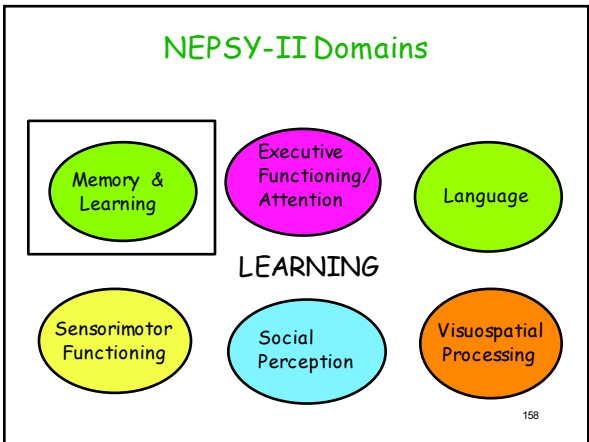 NEPSY-II Domains
Memory &
Learning
Executive
Functioning/
Attention
Language
LEARNING
Sensorimotor
Functioning
Social
Perception
Visuospatial
Processing
158